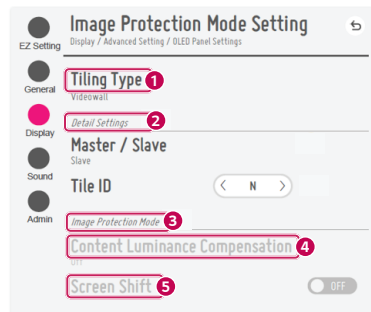 Image Protection Mode Setting
Display / Advanced Setting / OLED Panel Settings
EZ Setting
General
Display
Sound
Admin
Tiling Type 1
Videowall
Detail Settings 2
Master / Slave
Slave
Tile ID
< N >
Image Protection Mode 3
Content Luminance Compensation 4
Off
Screen Shift 5
OFF